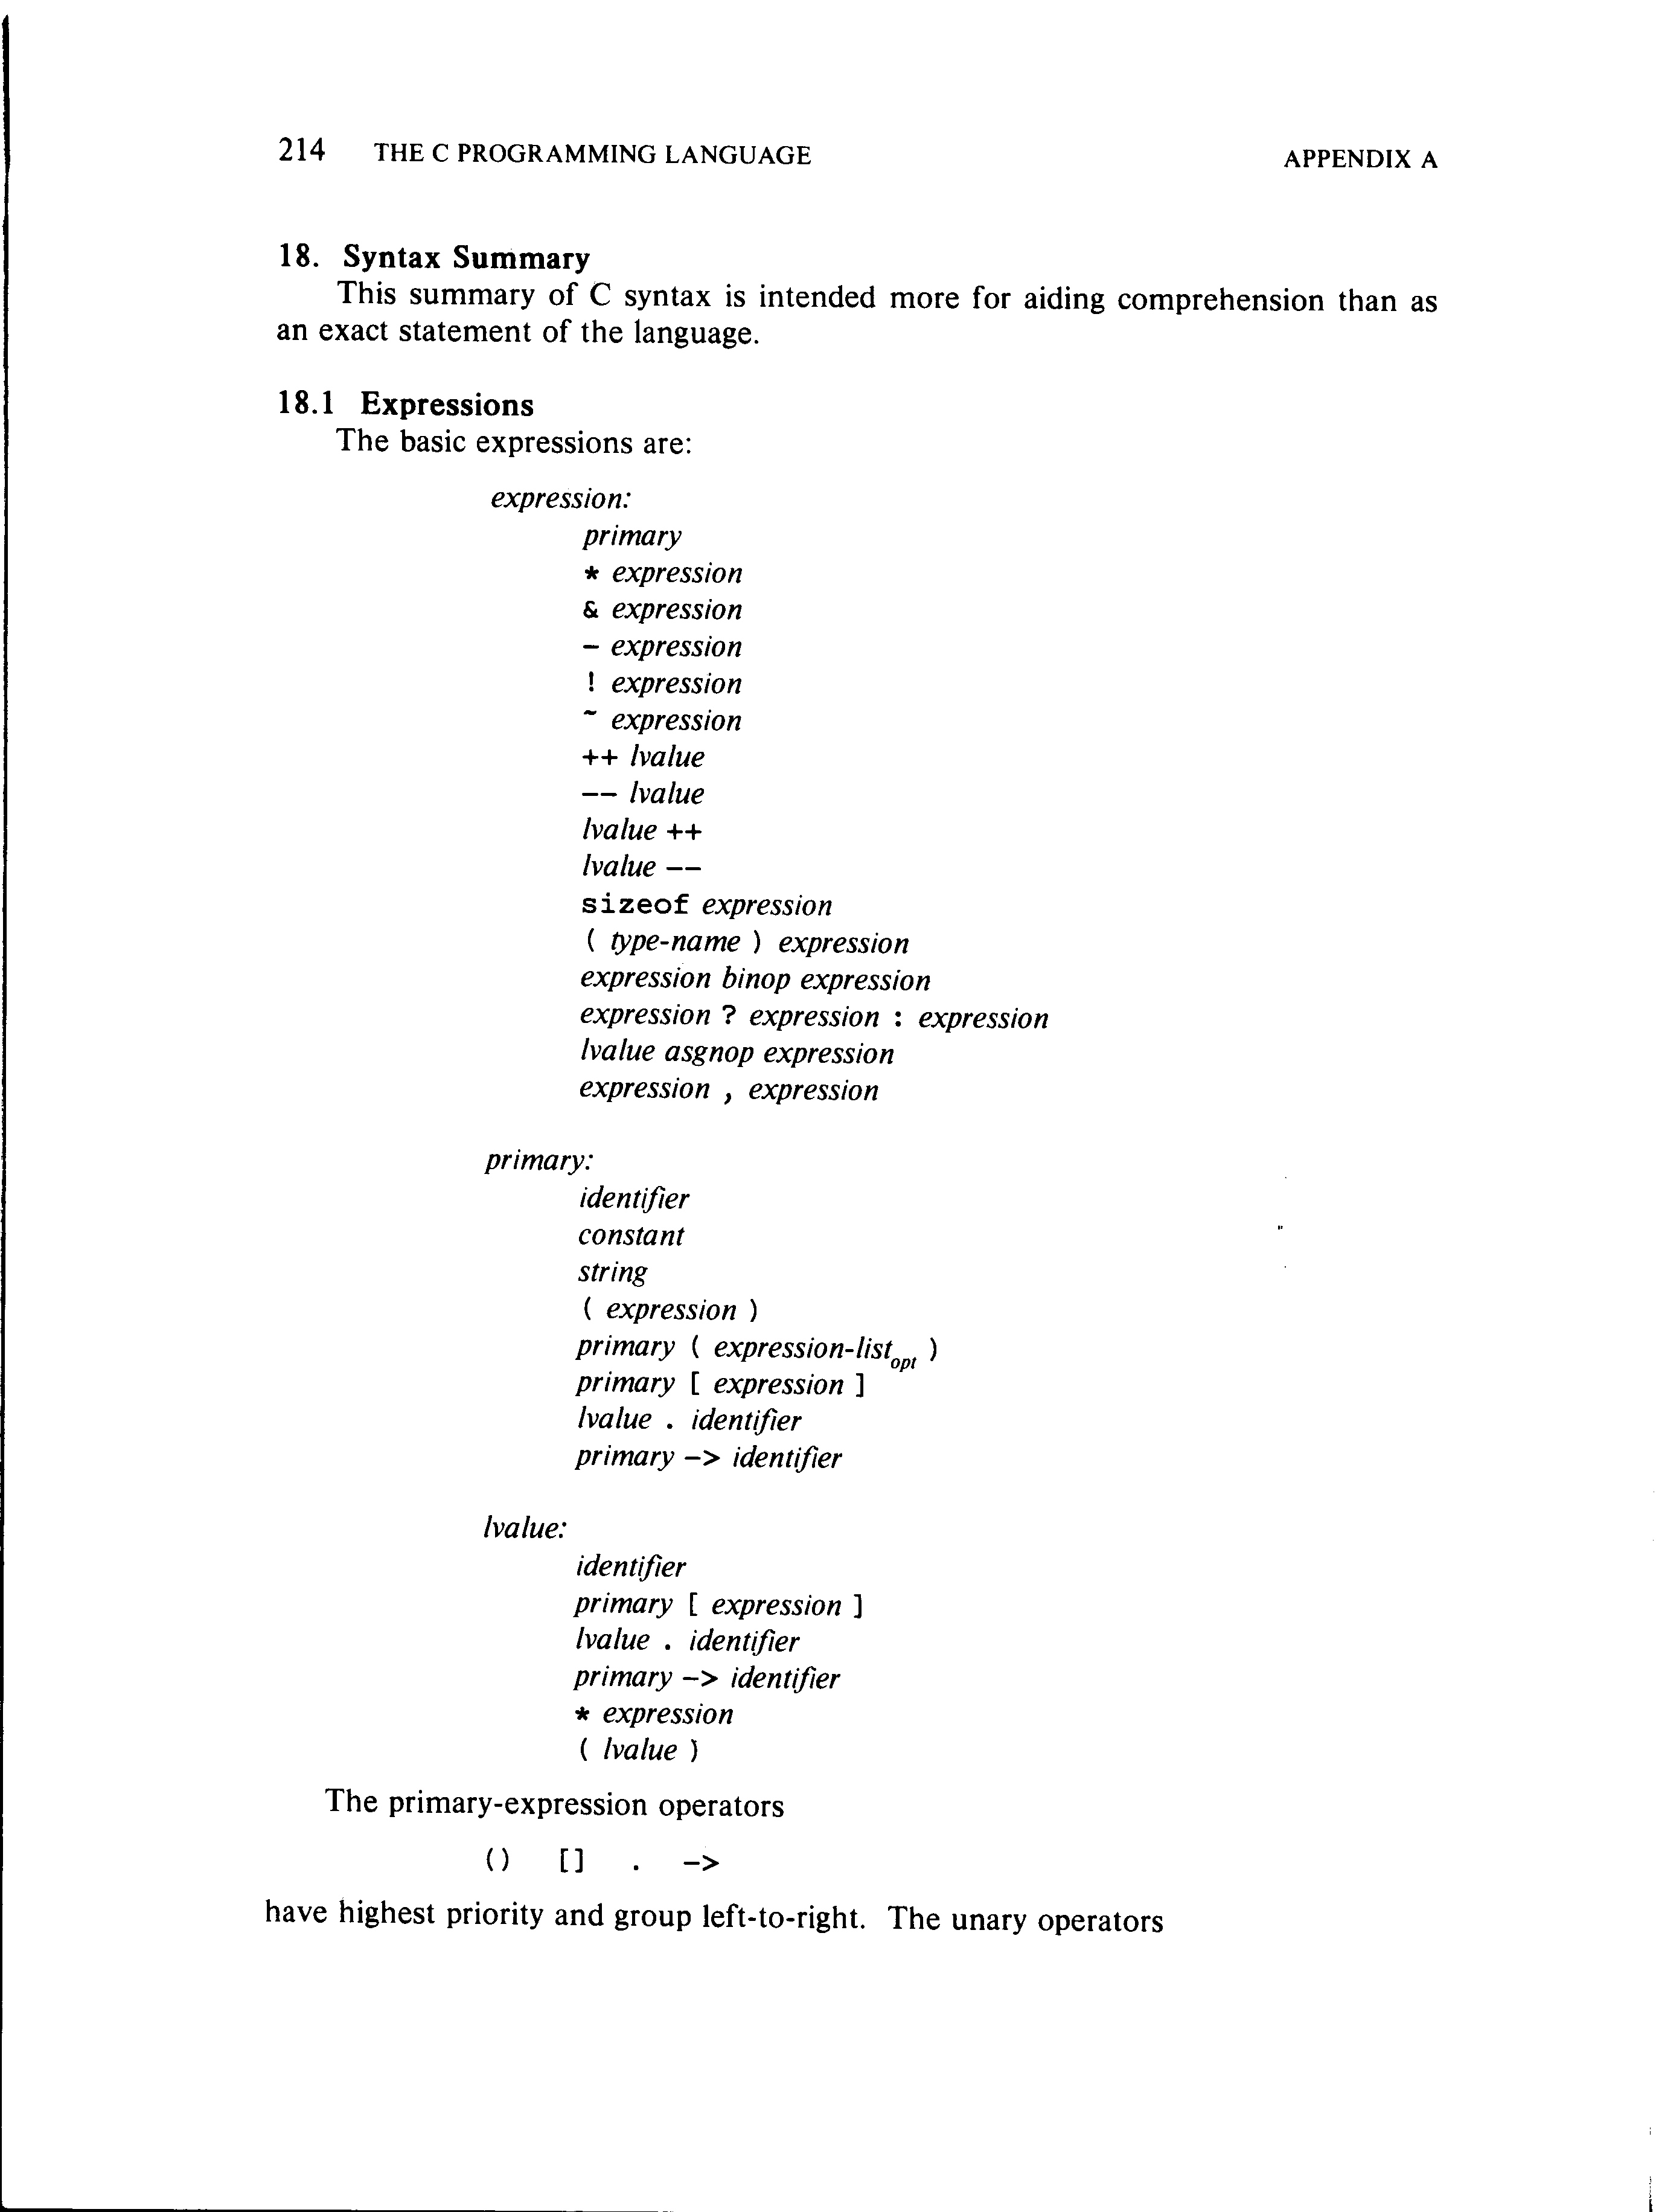 214 THE C PROGRAMMING LANGUAGE APPENDIX A
18. Syntax Summary
This summary of C syntax is intended more for aiding comprehension than as
an exact statement of the language.
18.1 Expressions
The basic expressions are:
expression:
primary
* expression
& expression
- expression
! expression
~ expression
++ lvalue
-- lvalue
lvalue ++
lvalue --
sizeof expression
( type-name ) expression
expression binop expression
expression ? expression : expression
lvalue asgnop expression
expression , expression
primary:
identifier
constant
string
( expression )
primary ( expression-list opt )
primary [ expression ]
lvalue . identifier
primary -> identifier
lvalue:
identifier
primary [ expression ]
lvalue . identifier
primary -> identifier
* expression
( lvalue )
The primary-expression operators
() [] . ->
have highest priority and group left-to-right. The unary operators